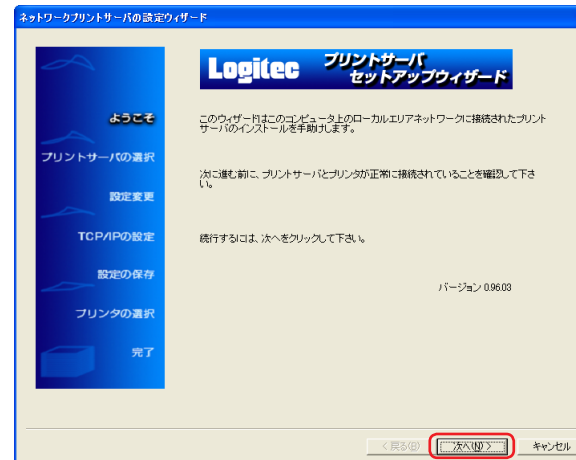 ネットワークプリントサーバの設定ウィザード
Logitec
プリントサーバ
セットアップウィザード
ようこそ
プリントサーバの選択
設定変更
TCP/IPの設定
設定の保存
プリンタの選択
完了
このウィザードはこのコンピュータ上のローカルエリアネットワークに接続されたプリント
サーバのインストールを手助けします。
次に進む前に、プリントサーバとプリンタが正常に接続されていることを確認して下さ
い。
続行するには、次へをクリックして下さい。
バージョン 0.96.03
< 戻る(B)
次へ(N) >
キャンセル